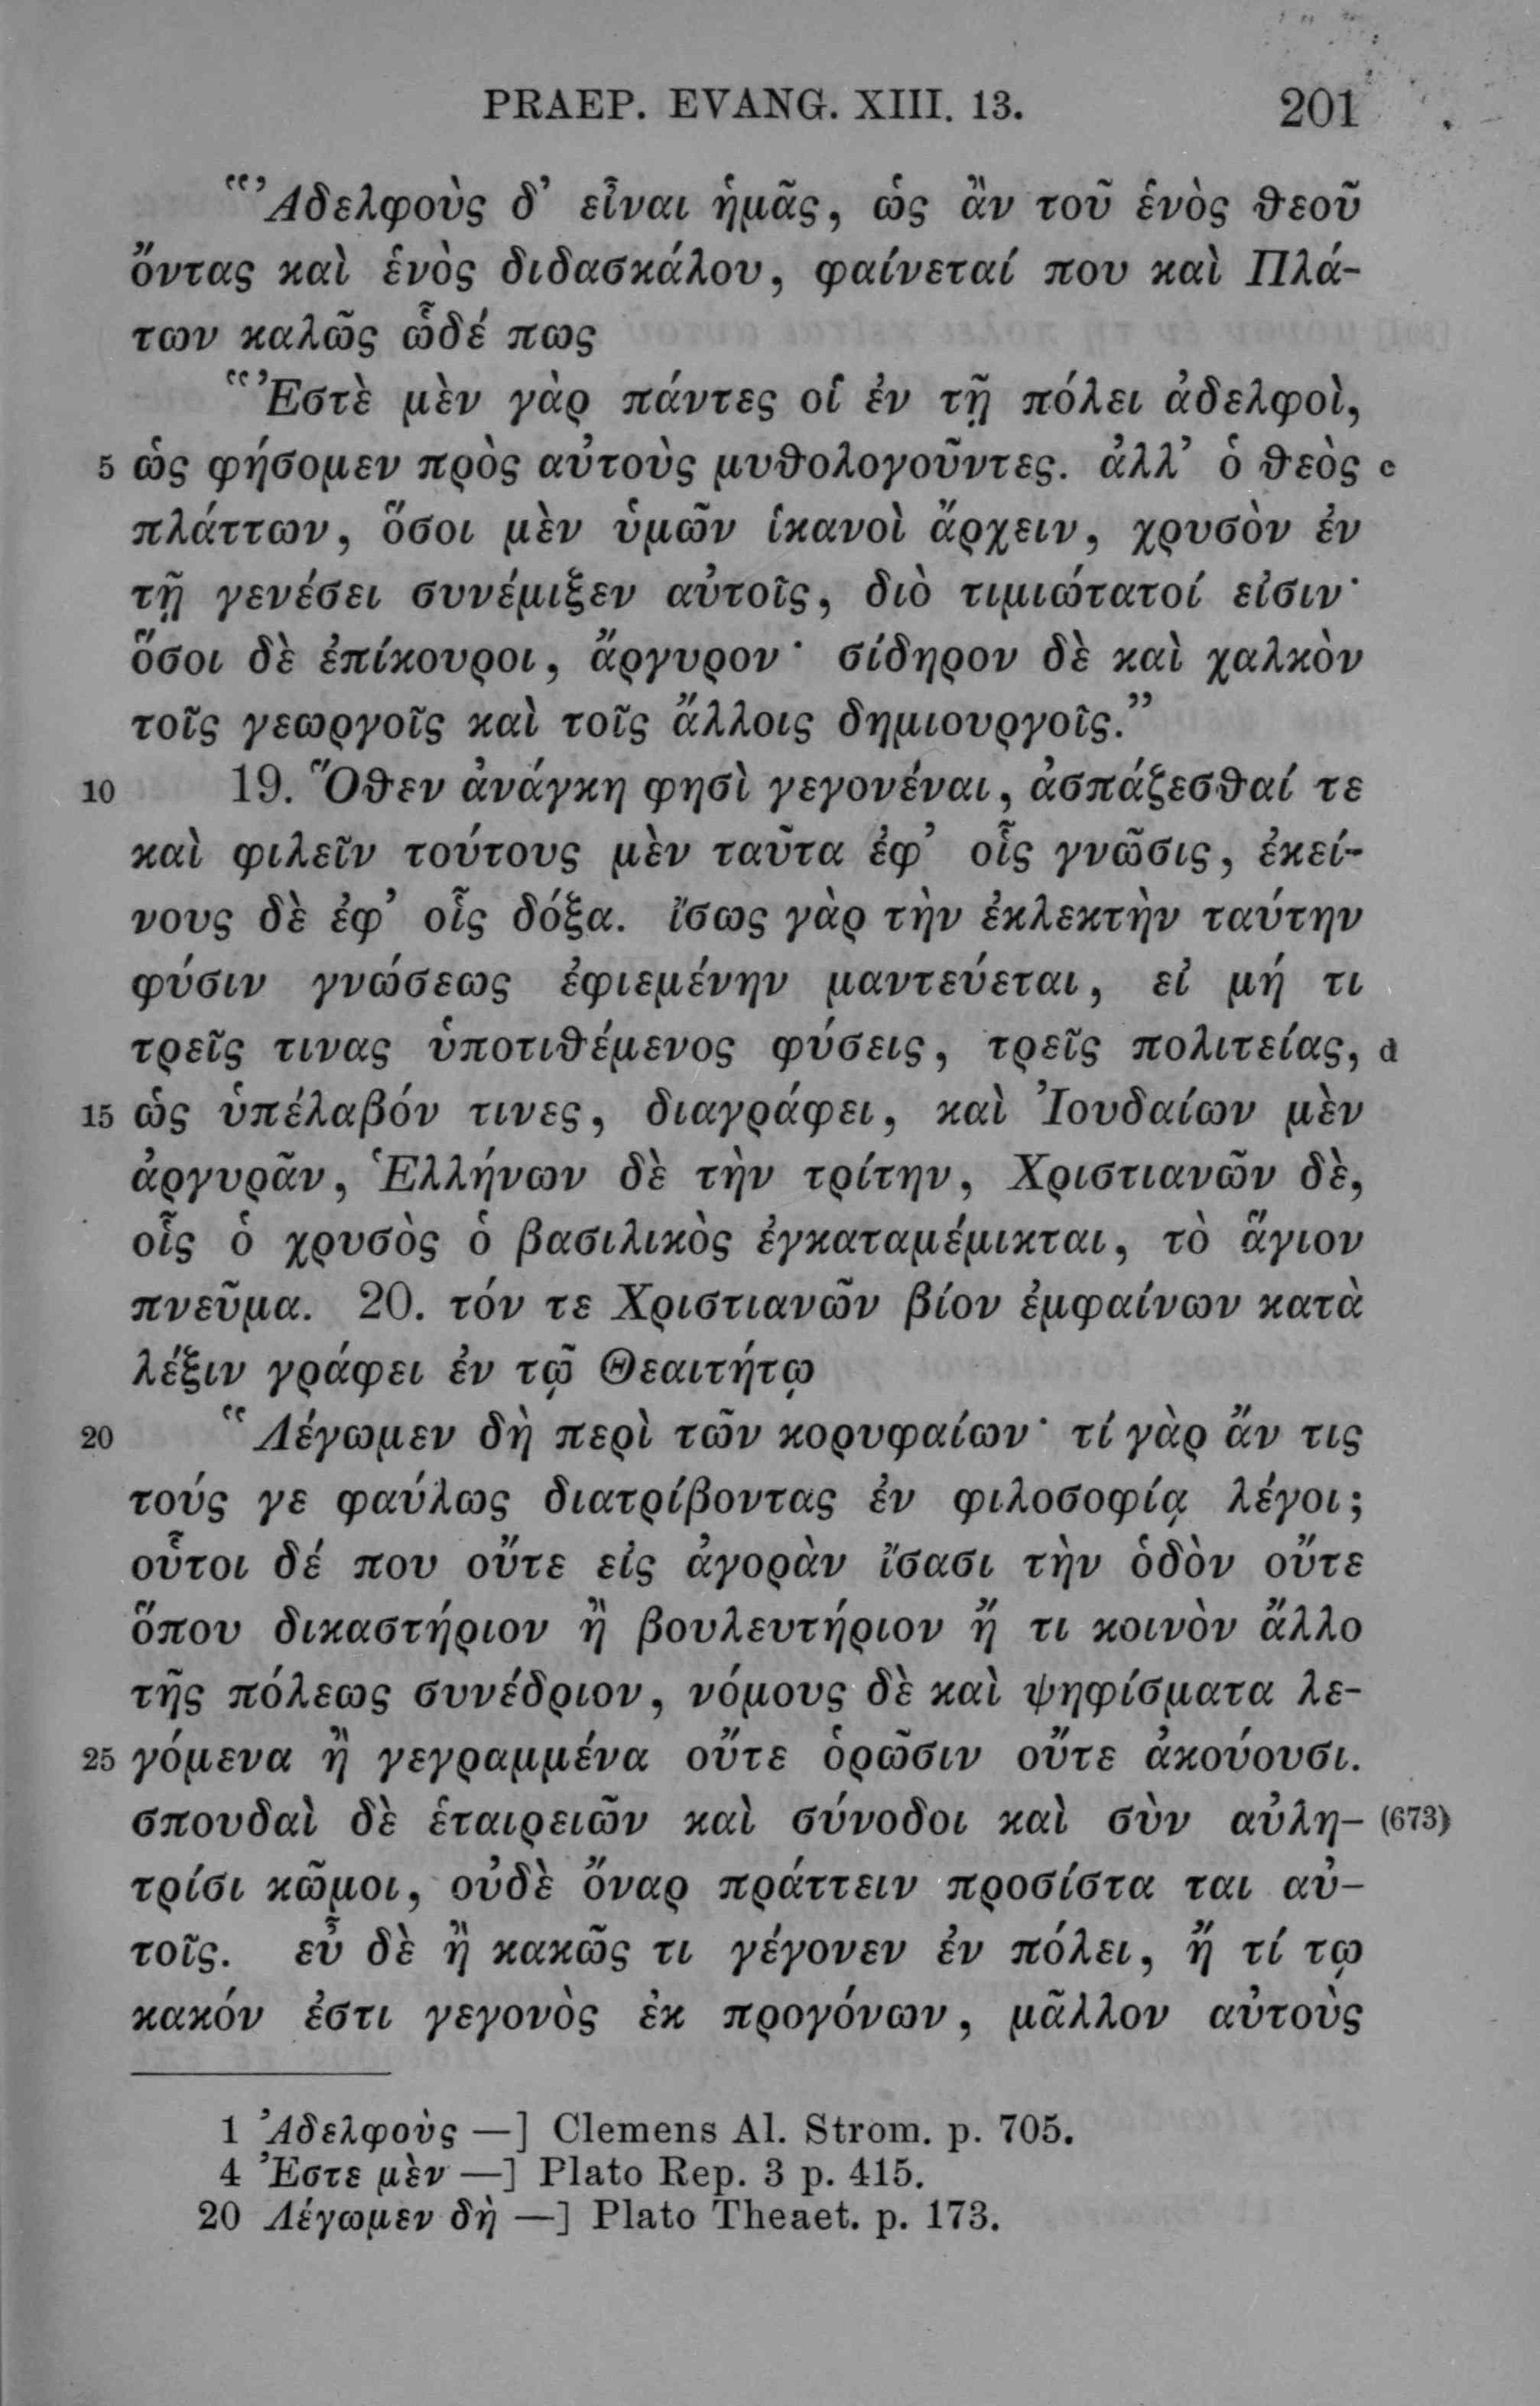 PRAEP. EVANG. XIII. 13. 201
"Ἀδελφοὺς δ’ εἶναι ἡμᾶς, ὡς ἂν τοῦ ἑνὸς θεοῦ
ὄντας καὶ ἑνὸς διδασκάλου, φαίνεταί που καὶ Πλά-
των καλῶς ὧδέ πως
"Ἐστὲ μὲν γὰρ πάντες οἱ ἐν τῇ πόλει ἀδελφοὶ,
5 ὡς φήσομεν πρὸς αὐτοὺς μυθολογοῦντες. ἀλλ’ ὁ θεὸς c
πλάττων, ὅσοι μὲν ὑμῶν ἱκανοὶ ἄρχειν, χρυσὸν ἐν
τῇ γενέσει συνέμιξεν αὐτοῖς, διὸ τιμιώτατοί εἰσιν·
ὅσοι δὲ ἐπίκουροι, ἄργυρον· σίδηρον δὲ καὶ χαλκὸν
τοῖς γεωργοῖς καὶ τοῖς ἄλλοις δημιουργοῖς.”
10 19. Ὅθεν ἀνάγκη φησὶ γεγονέναι, ἀσπάζεσθαί τε
καὶ φιλεῖν τούτους μὲν ταῦτα ἐφ’ οἷς γνῶσις, ἐκεί-
νους δὲ ἐφ’ οἷς δόξα. ἴσως γὰρ τὴν ἐκλεκτὴν ταύτην
φύσιν γνώσεως ἐφιεμένην μαντεύεται, εἰ μή τι
τρεῖς τινας ὑποτιθέμενος φύσεις, τρεῖς πολιτείας, d
15 ὡς ὑπέλαβόν τινες, διαγράφει, καὶ Ἰουδαίων μὲν
ἀργυρᾶν, Ἑλλήνων δὲ τὴν τρίτην, Χριστιανῶν δὲ,
οἷς ὁ χρυσὸς ὁ βασιλικὸς ἐγκαταμέμικται, τὸ ἅγιον
πνεῦμα. 20. τόν τε Χριστιανῶν βίον ἐμφαίνων κατὰ
λέξιν γράφει ἐν τῷ Θεαιτήτῳ
20 "Λέγωμεν δὴ περὶ τῶν κορυφαίων· τί γὰρ ἄν τις
τούς γε φαύλως διατρίβοντας ἐν φιλοσοφίᾳ λέγοι;
οὗτοι δέ που οὔτε εἰς ἀγορὰν ἴσασι τὴν ὁδὸν οὔτε
ὅπου δικαστήριον ἢ βουλευτήριον ἤ τι κοινὸν ἄλλο
τῆς πόλεως συνέδριον, νόμους δὲ καὶ ψηφίσματα λε-
25 γόμενα ἢ γεγραμμένα οὔτε ὁρῶσιν οὔτε ἀκούουσι.
σπουδαὶ δὲ ἑταιρειῶν καὶ σύνοδοι καὶ σὺν αὐλη- (673)
τρίσι κῶμοι, οὐδὲ ὄναρ πράττειν προσίστα ται αὐ-
τοῖς. εὖ δὲ ἢ κακῶς τι γέγονεν ἐν πόλει, ἤ τί τῳ
κακόν ἐστι γεγονὸς ἐκ προγόνων, μᾶλλον αὐτοὺς
1 Ἀδελφοὺς —] Clemens Al. Strom. p. 705.
4 Ἐστε μὲν —] Plato Rep. 3 p. 415.
20 Λέγωμεν δὴ —] Plato Theaet. p. 173.